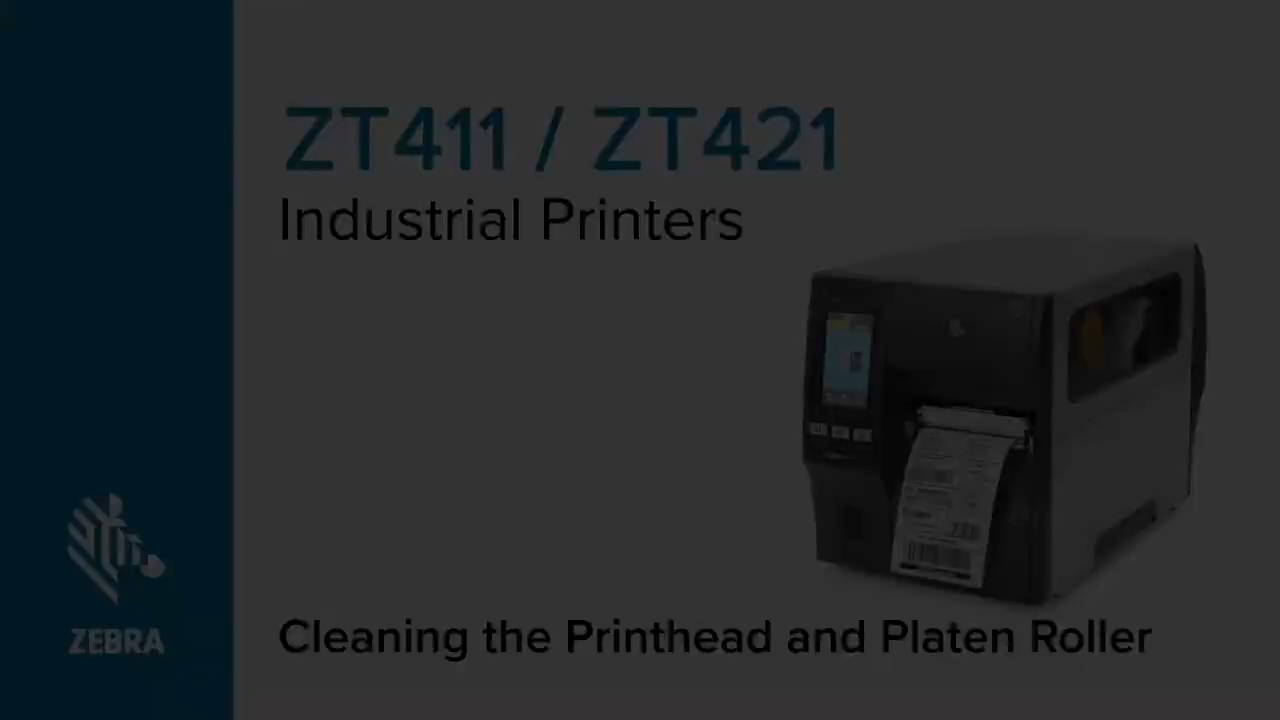 ZT411 / ZT421
Industrial Printers
ZEBRA
Cleaning the Printhead and Platen Roller